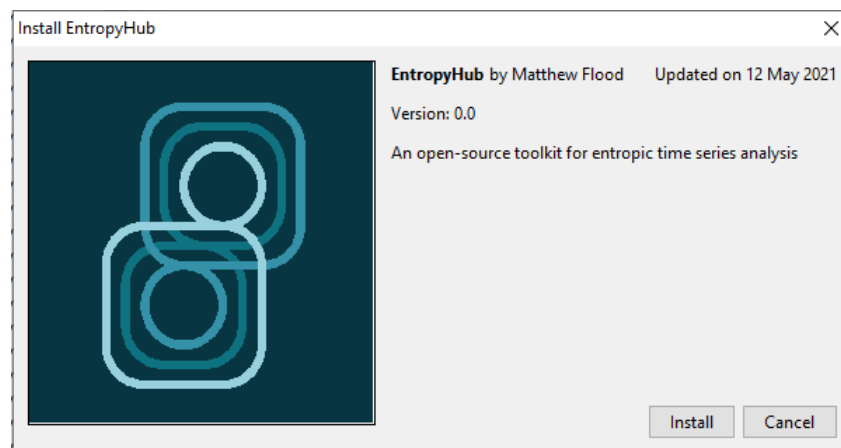 Install EntropyHub
EntropyHub by Matthew Flood Updated on 12 May 2021
Version: 0.0
An open-source toolkit for entropic time series analysis
Install Cancel